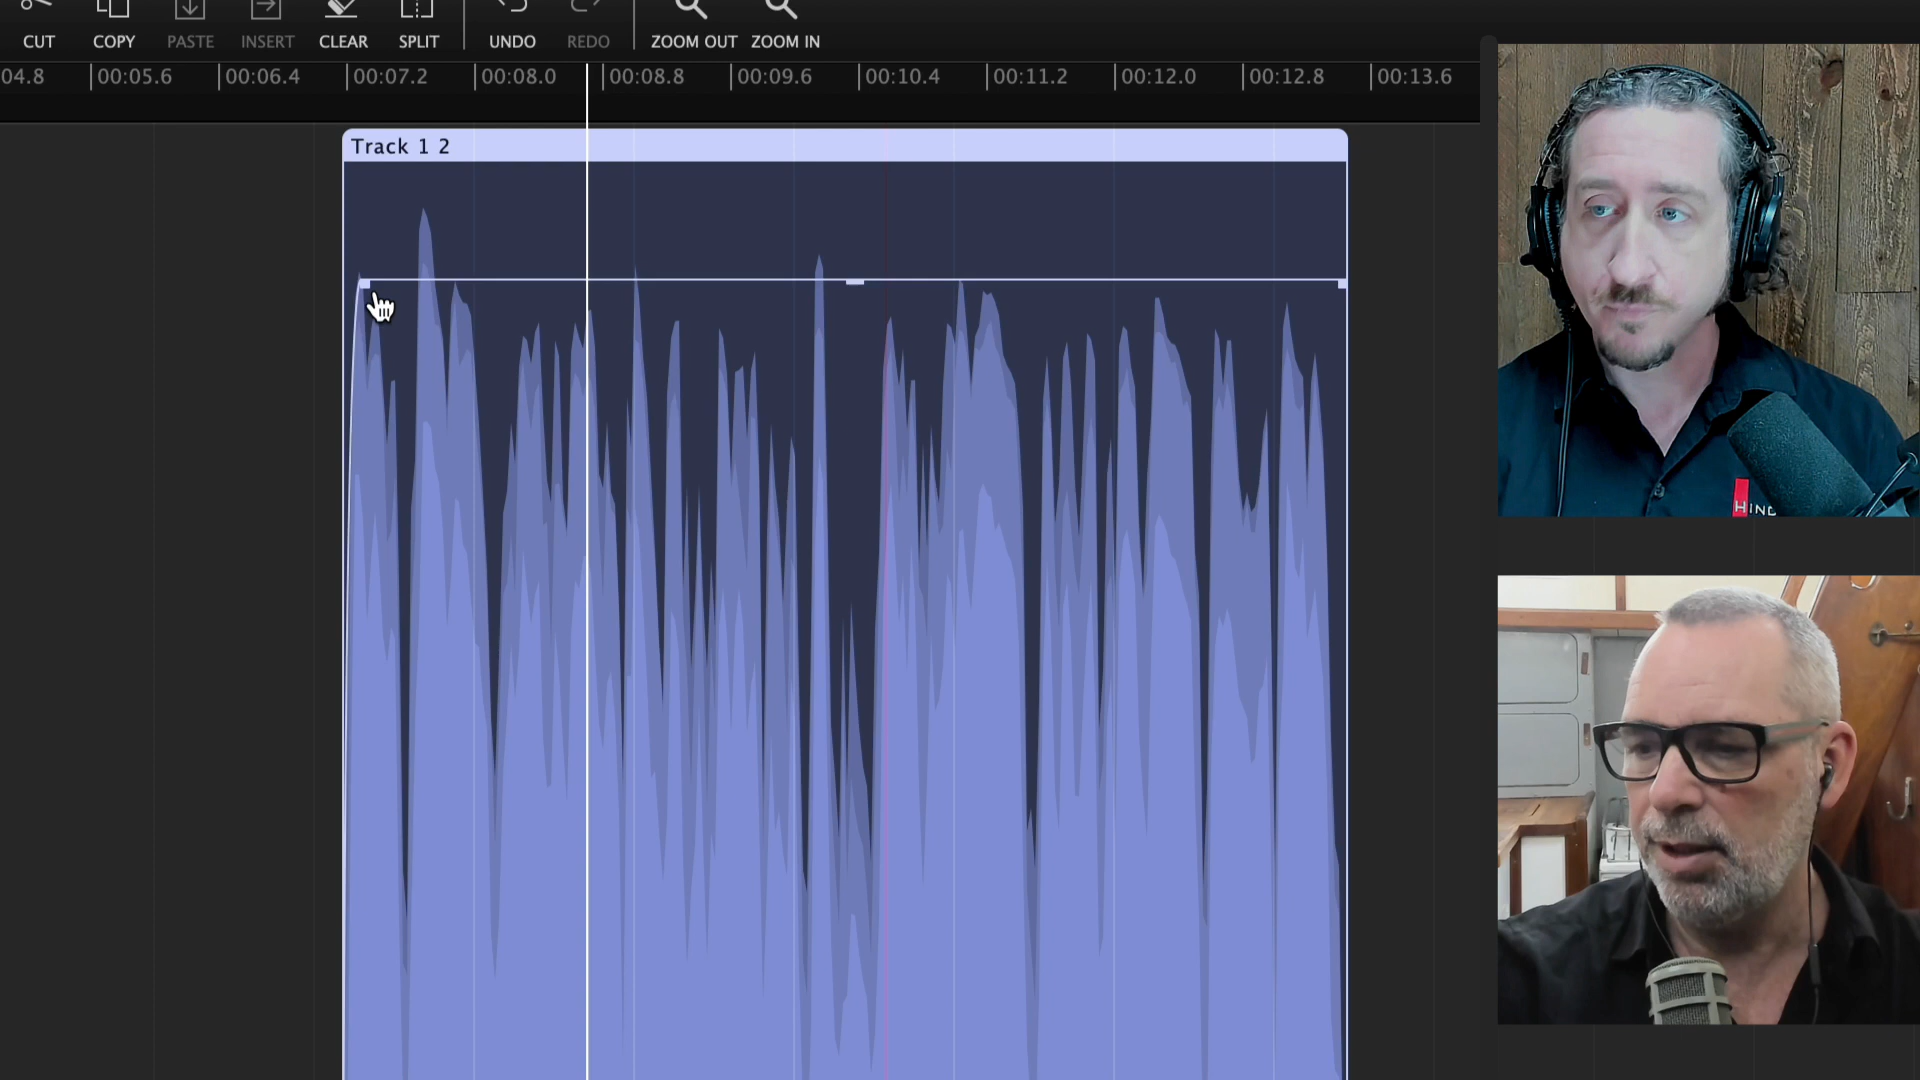 CUT COPY PASTE INSERT CLEAR SPLIT UNDO REDO ZOOM OUT ZOOM IN
04.8 00:05.6 00:06.4 00:07.2 00:08.0 00:08.8 00:09.6 00:10.4 00:11.2 00:12.0 00:12.8 00:13.6
Track 1 2
HIND